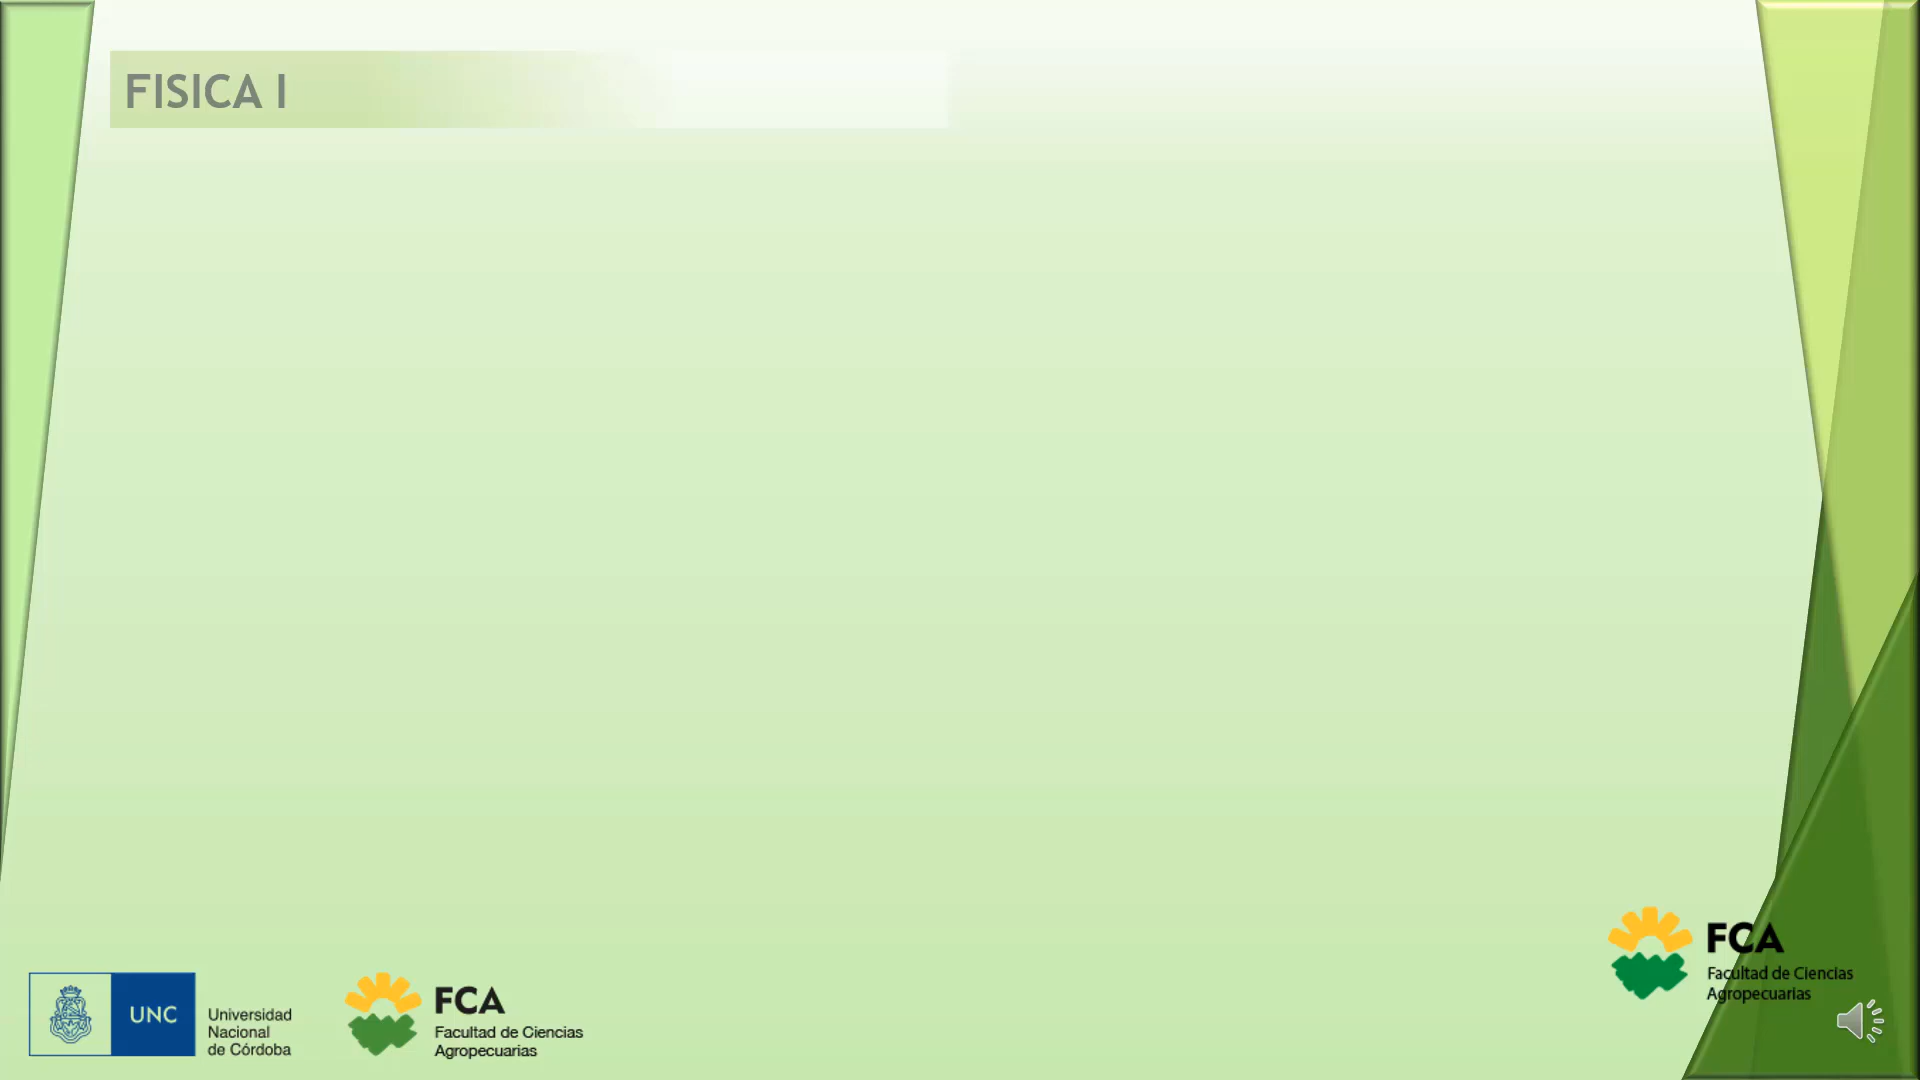 FISICA I
FCA
Facultad de Ciencias
Agropecuarias
UNC
Universidad
Nacional
de Córdoba
FCA
Facultad de Ciencias
Agropecuarias